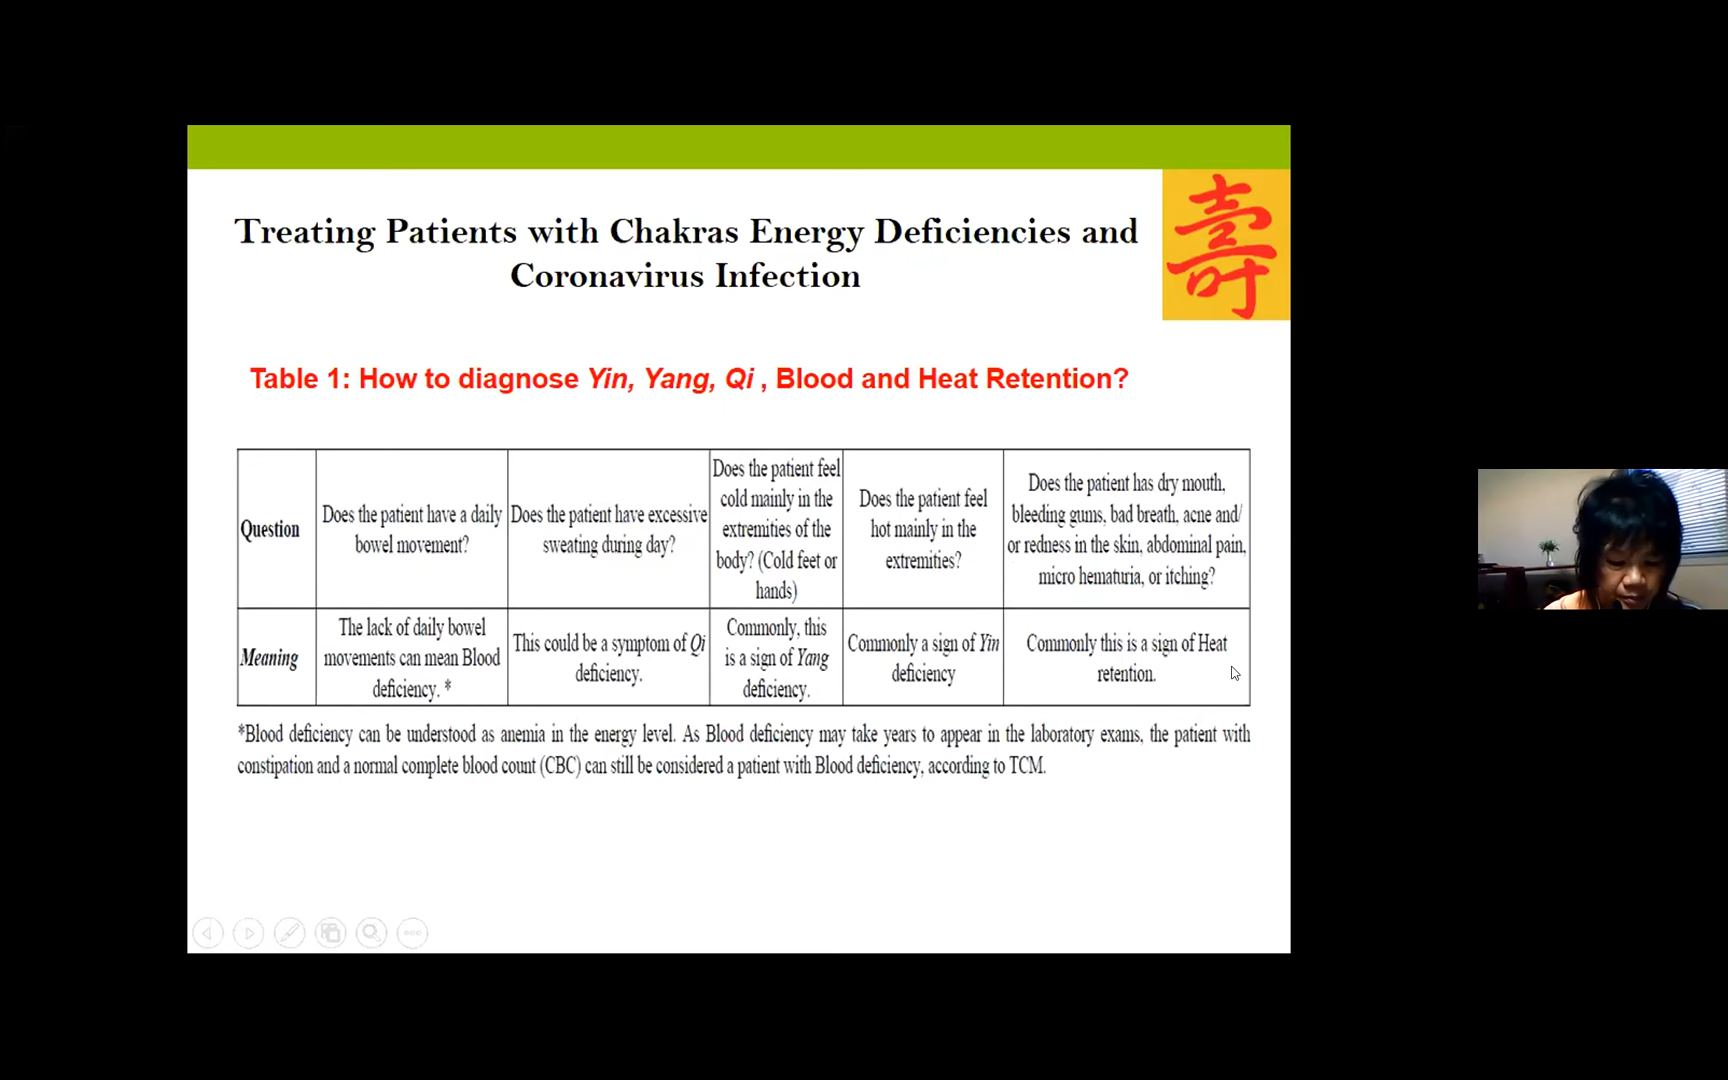 Treating Patients with Chakras Energy Deficiencies and
Coronavirus Infection
壽
Table 1: How to diagnose Yin, Yang, Qi , Blood and Heat Retention?
Question
Does the patient have a daily
bowel movement?
Does the patient have excessive
sweating during day?
Does the patient feel
cold mainly in the
extremities of the
body? (Cold feet or
hands)
Does the patient feel
hot mainly in the
extremities?
Does the patient has dry mouth,
bleeding gums, bad breath, acne and/
or redness in the skin, abdominal pain,
micro hematuria, or itching?
Meaning
The lack of daily bowel
movements can mean Blood
deficiency. *
This could be a symptom of Qi
deficiency.
Commonly, this
is a sign of Yang
deficiency.
Commonly a sign of Yin
deficiency
Commonly this is a sign of Heat
retention.
*Blood deficiency can be understood as anemia in the energy level. As Blood deficiency may take years to appear in the laboratory exams, the patient with
constipation and a normal complete blood count (CBC) can still be considered a patient with Blood deficiency, according to TCM.